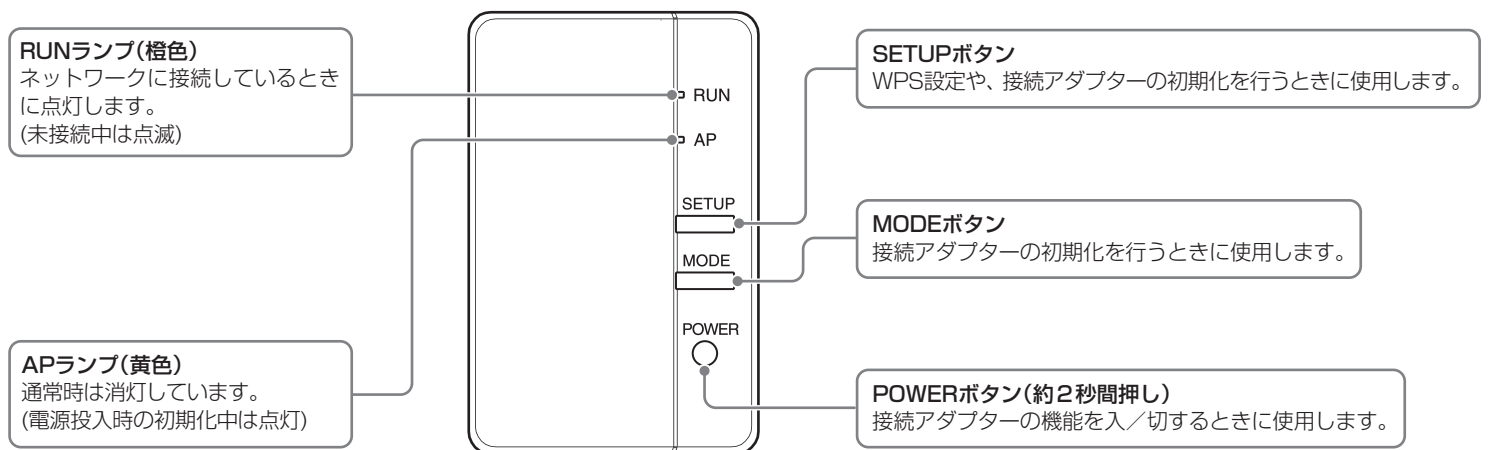 RUNランプ(橙色)
ネットワークに接続しているとき
に点灯します。
(未接続中は点滅)
APランプ(黄色)
通常時は消灯しています。
(電源投入時の初期化中は点灯)
RUN
AP
SETUP
MODE
POWER
SETUPボタン
WPS設定や、接続アダプターの初期化を行うときに使用します。
MODEボタン
接続アダプターの初期化を行うときに使用します。
POWERボタン(約2秒間押し)
接続アダプターの機能を入／切するときに使用します。